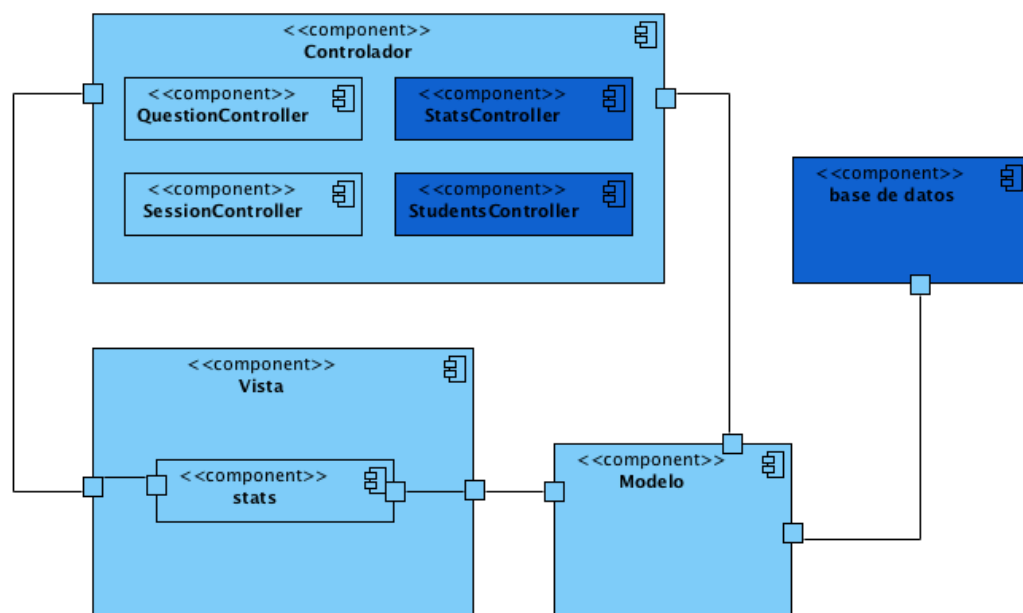 <<component>>
Controlador
<<component>>
QuestionController
<<component>>
StatsController
<<component>>
SessionController
<<component>>
StudentsController
<<component>>
base de datos
<<component>>
Vista
<<component>>
stats
<<component>>
Modelo